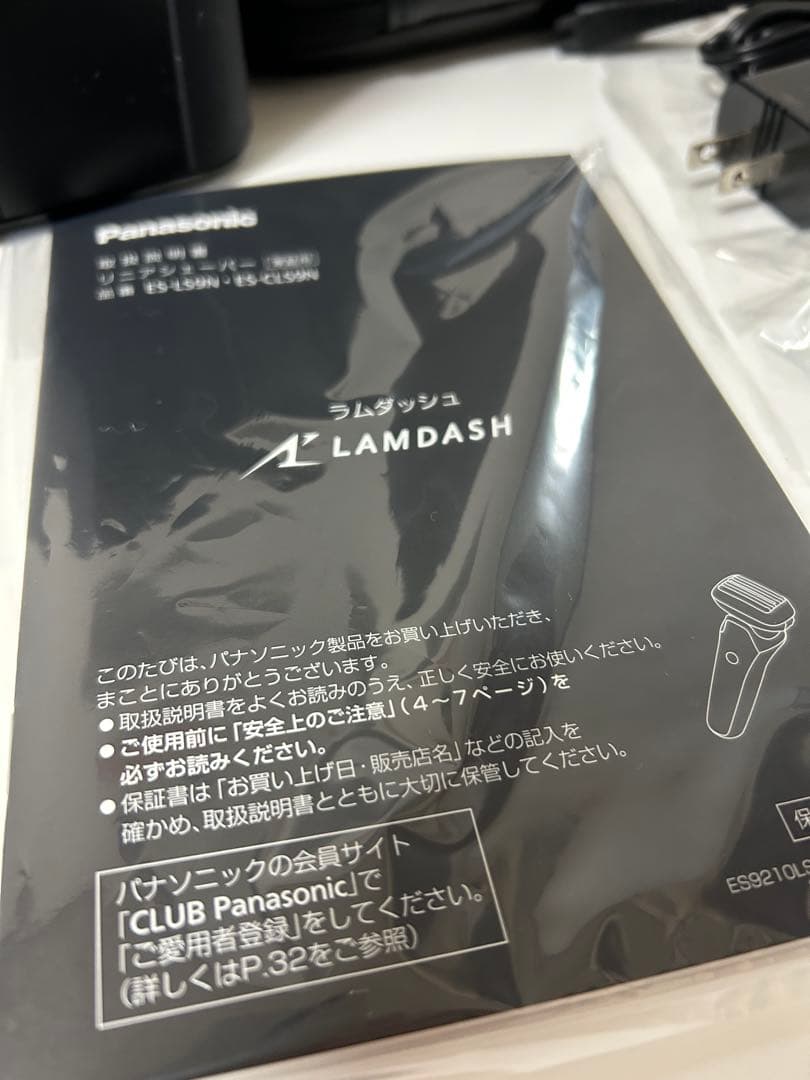 Panasonic
取扱説明書
リニアシェーバー
品番 ES-LS9N・ES-CLS9N
ラムダッシュ
LAMDASH
このたびは、パナソニック製品をお買い上げいただき、
まことにありがとうございます。
●取扱説明書をよくお読みのうえ、正しく安全にお使いください。
●ご使用前に「安全上のご注意」(4〜7ページ)を
必ずお読みください。
●保証書は「お買い上げ日・販売店名」などの記入を
確かめ、取扱説明書とともに大切に保管してください。
パナソニックの会員サイト
「CLUB Panasonic」で
「ご愛用者登録」をしてください。
(詳しくはP.32をご参照)
保
ES9210LS